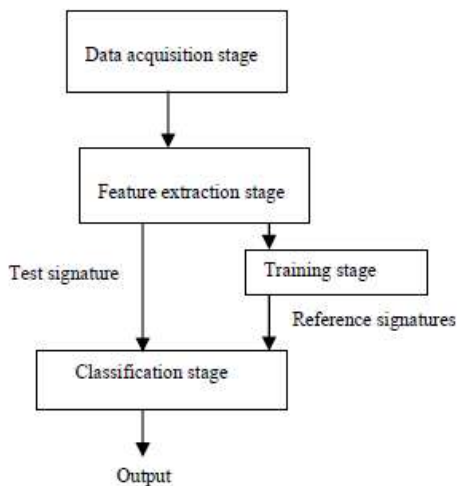 Data acquisition stage
Feature extraction stage
Test signature
Training stage
Reference signatures
Classification stage
Output